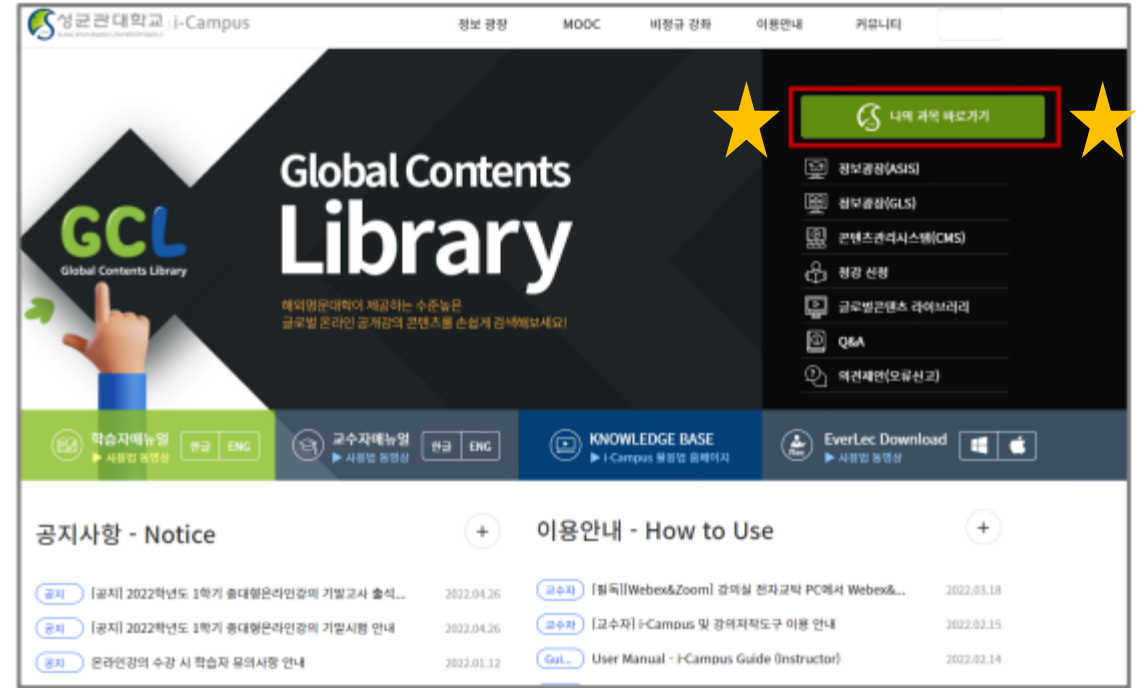 성균관대학교 i-Campus
정보 광장 MOOC 비정규 강좌 이용안내 커뮤니티
나의 과목 바로가기
정보광장(ASIS)
정보광장(GLS)
콘텐츠관리시스템(CMS)
청강 신청
글로벌콘텐츠 라이브러리
Q&A
의견제안(오류신고)
GCL
Global Contents Library
Global Contents
Library
해외명문대학이 제공하는 수준높은
글로벌 온라인 공개강의 콘텐츠를 손쉽게 검색해보세요!
학습자매뉴얼 한글 ENG
▶ 사용법 동영상
교수자매뉴얼 한글 ENG
▶ 사용법 동영상
KNOWLEDGE BASE
▶ i-Campus 활용법 홈페이지
EverLec Download
▶ 사용법 동영상
Rec
공지사항 - Notice +
공지 [공지] 2022학년도 1학기 중대형온라인강의 기말고사 출석... 2022.04.26
공지 [공지] 2022학년도 1학기 중대형온라인강의 기말시험 안내 2022.04.26
공지 온라인강의 수강 시 학습자 유의사항 안내 2022.01.12
이용안내 - How to Use +
교수자 [필독][Webex&Zoom] 강의실 전자교탁 PC에서 Webex&... 2022.03.18
교수자 [교수자] i-Campus 및 강의저작도구 이용 안내 2022.02.15
Gui... User Manual - i-Campus Guide (Instructor) 2022.02.14